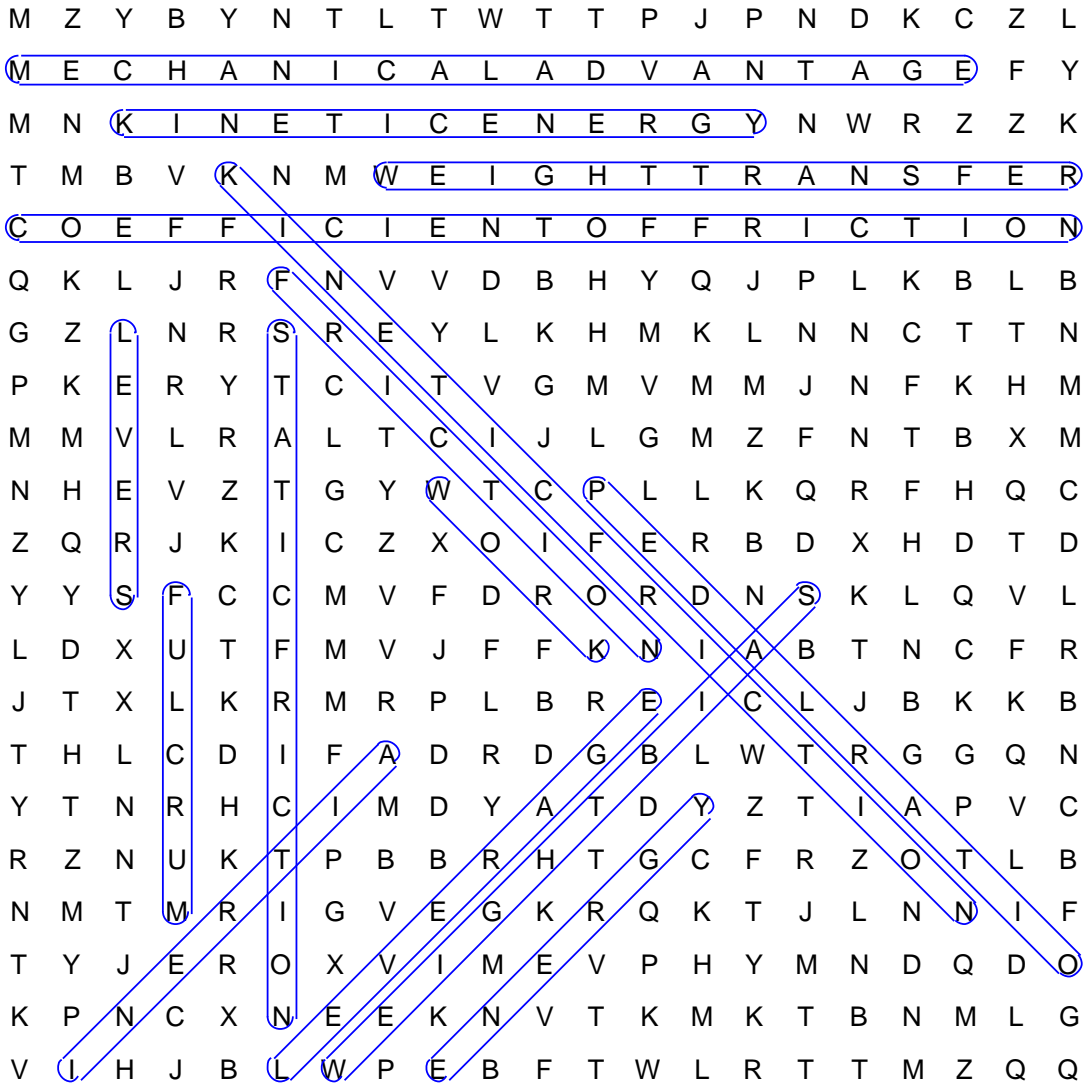 M Z Y B Y N T L T W T T P J P N D K C Z L
M E C H A N I C A L A D V A N T A G E F Y
M N K I N E T I C E N E R G Y N W R Z Z K
T M B V K N M W E I G H T T R A N S F E R
C O E F F I C I E N T O F F R I C T I O N
Q K L J R F N V V D B H Y Q J P L K B L B
G Z L N R S R E Y L K H M K L N N C T T N
P K E R Y T C I T V G M V M M J N F K H M
M M V L R A L T C I J L G M Z F N T B X M
N H E V Z T G Y W T C P L L K Q R F H Q C
Z Q R J K I C Z X O I F E R B D X H D T D
Y Y S F C C M V F D R O R D N S K L Q V L
L D X U T F M V J F F K N I A B T N C F R
J T X L K R M R P L B R E I C L J B K K B
T H L C D I F A D R D G B L W T R G G Q N
Y T N R H C I M D Y A T D Y Z T I A P V C
R Z N U K T P B B R H T G C F R Z O T L B
N M T M R I G V E G K R Q K T J L N N I F
T Y J E R O X V I M E V P H Y M N D Q D O
K P N C X N E E K N V T K M K T B N M L G
V I H J B L W P E B F T W L R T T M Z Q Q